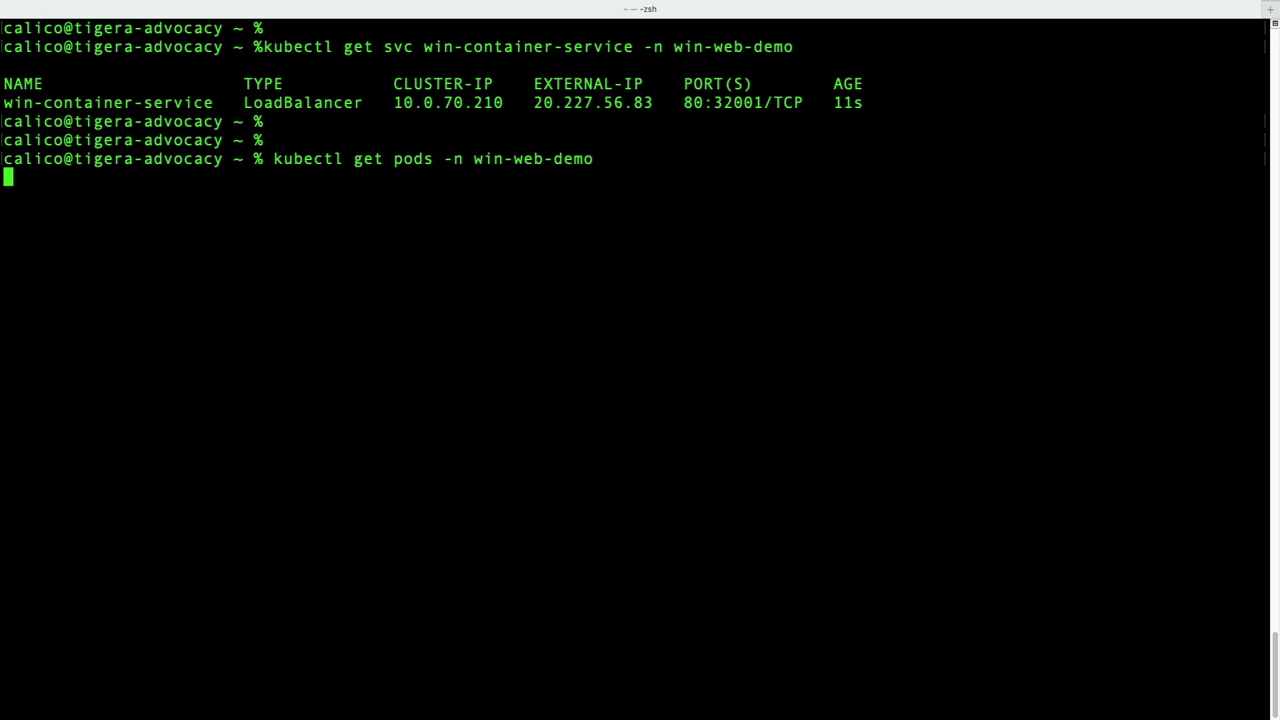 ~ — -zsh
calico@tigera-advocacy ~ %
calico@tigera-advocacy ~ %kubectl get svc win-container-service -n win-web-demo
NAME TYPE CLUSTER-IP EXTERNAL-IP PORT(S) AGE
win-container-service LoadBalancer 10.0.70.210 20.227.56.83 80:32001/TCP 11s
calico@tigera-advocacy ~ %
calico@tigera-advocacy ~ %
calico@tigera-advocacy ~ % kubectl get pods -n win-web-demo